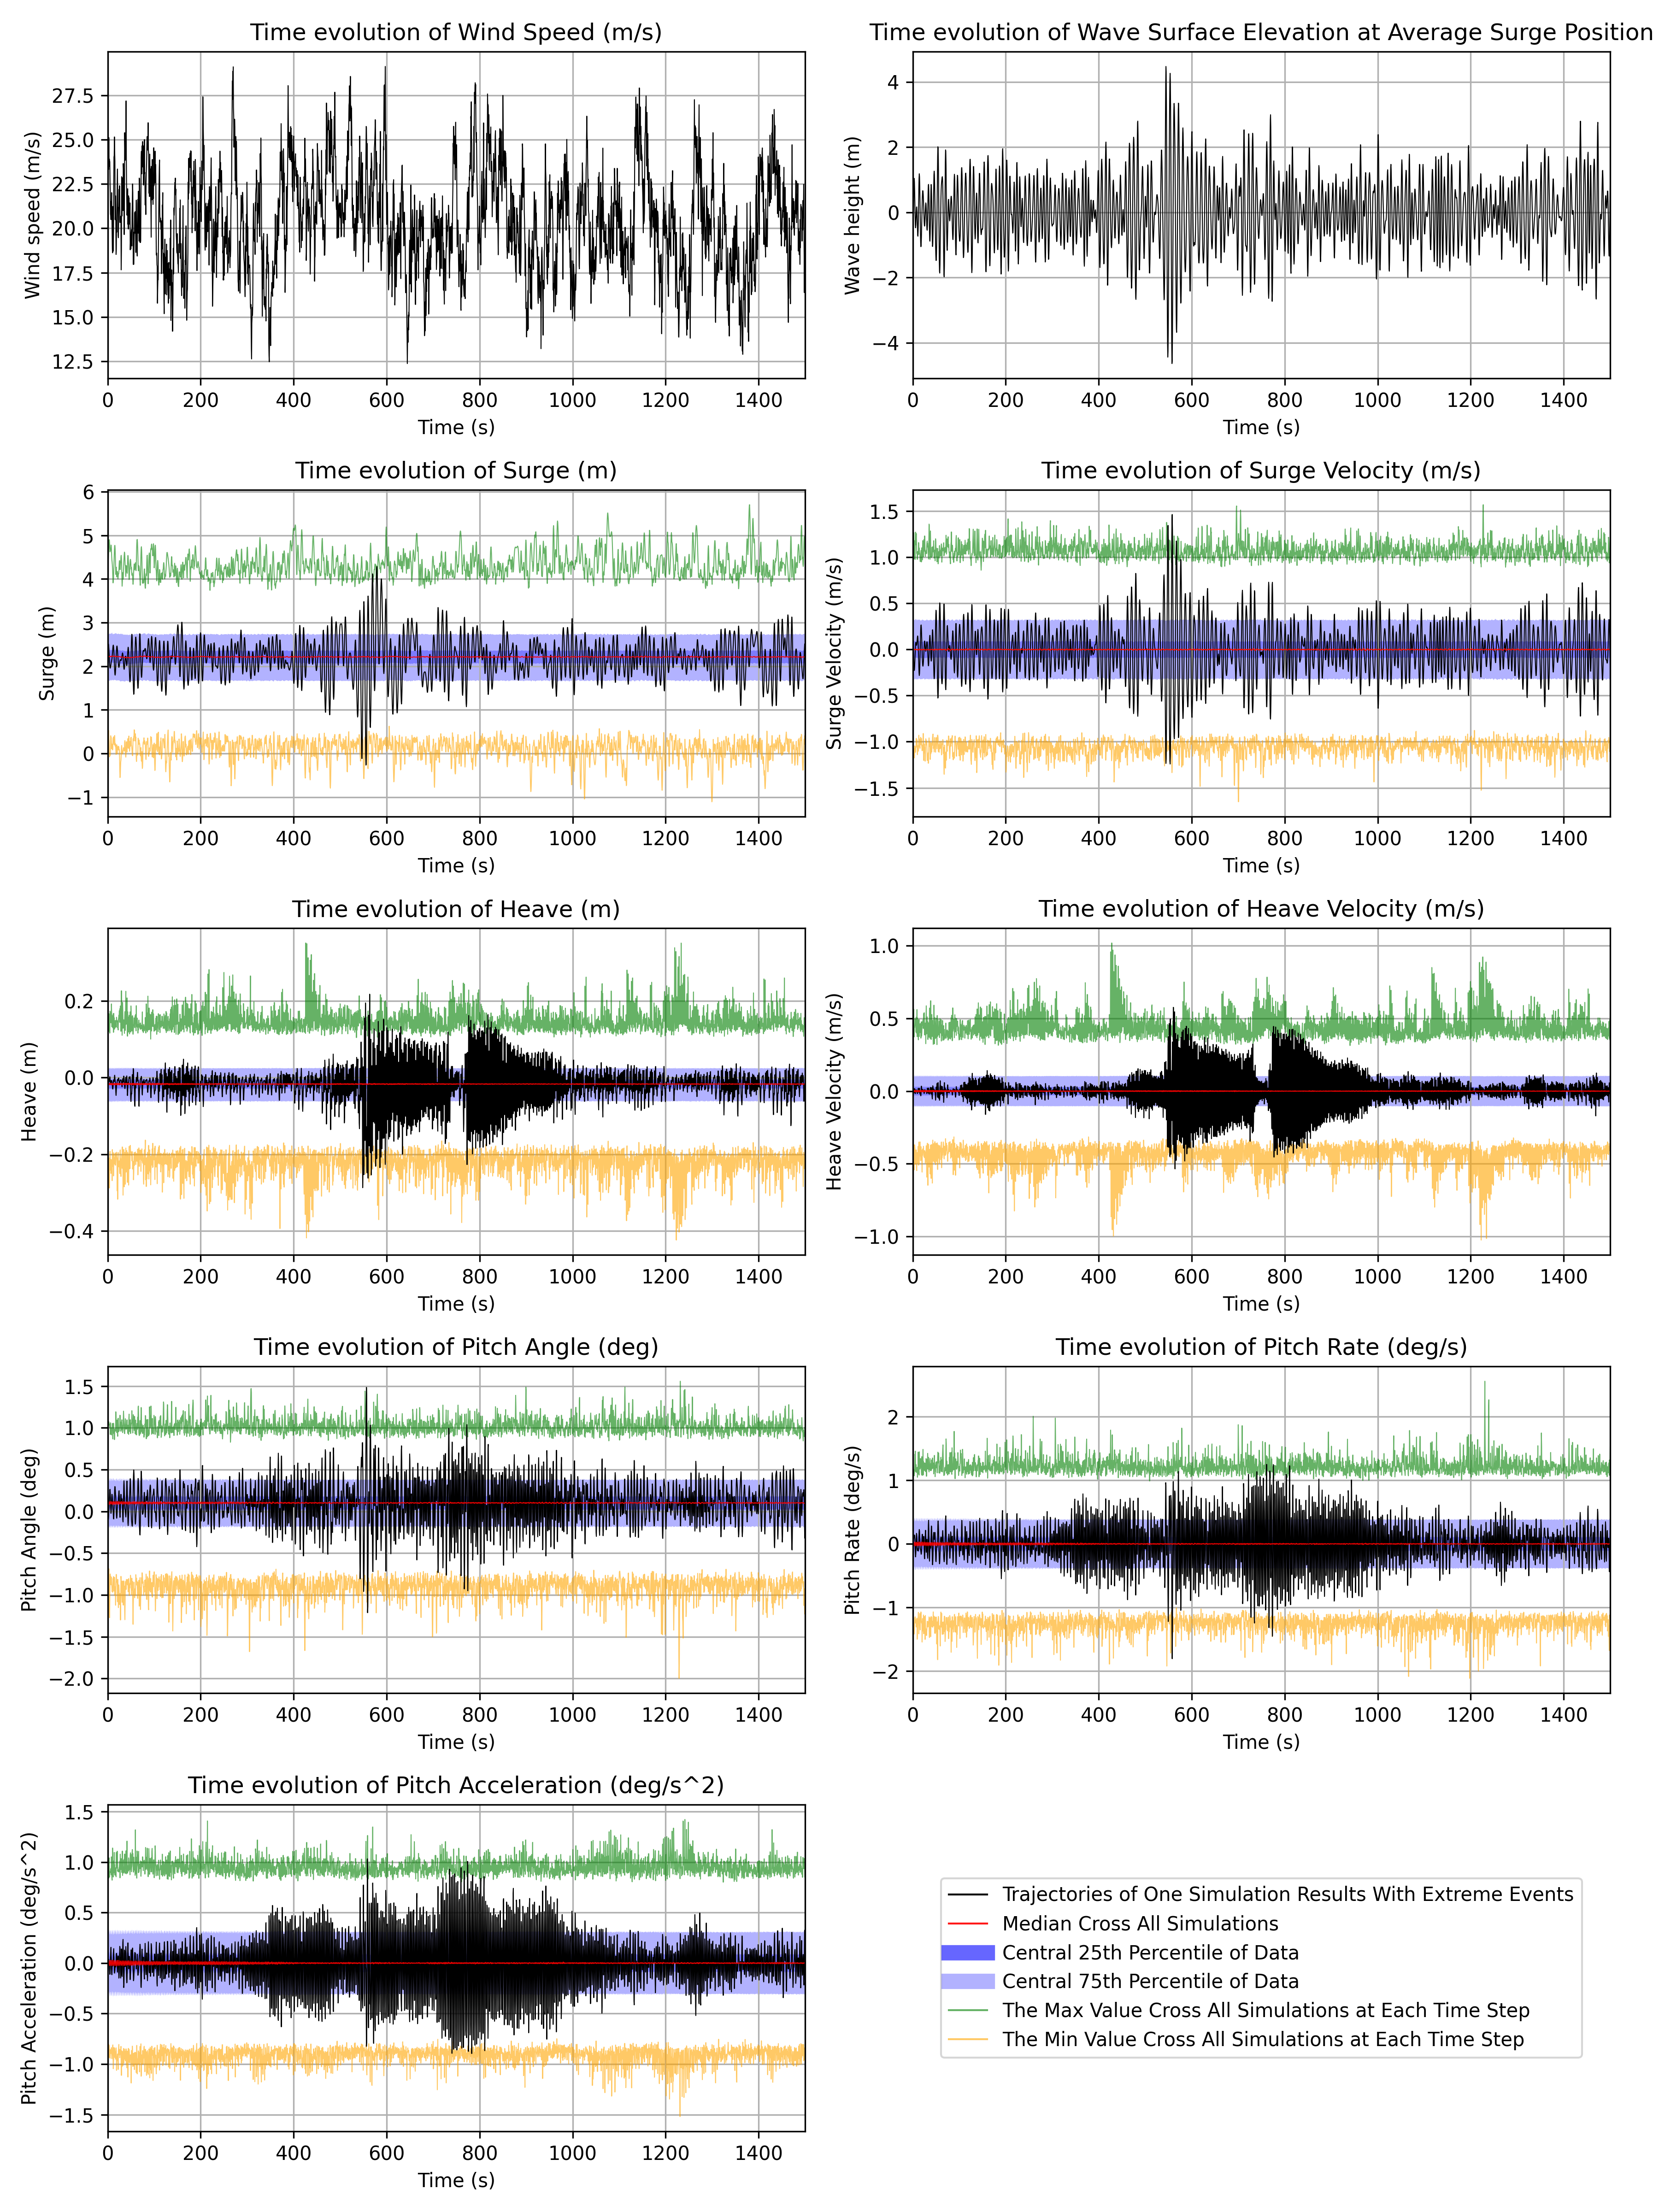 Time evolution of Wind Speed (m/s)
Wind speed (m/s)
27.5
25.0
22.5
20.0
17.5
15.0
12.5
0 200 400 600 800 1000 1200 1400
Time (s)
Time evolution of Wave Surface Elevation at Average Surge Position
Wave height (m)
4
2
0
−2
−4
0 200 400 600 800 1000 1200 1400
Time (s)
Time evolution of Surge (m)
Surge (m)
6
5
4
3
2
1
0
−1
0 200 400 600 800 1000 1200 1400
Time (s)
Time evolution of Surge Velocity (m/s)
Surge Velocity (m/s)
1.5
1.0
0.5
0.0
−0.5
−1.0
−1.5
0 200 400 600 800 1000 1200 1400
Time (s)
Time evolution of Heave (m)
Heave (m)
0.2
0.0
−0.2
−0.4
0 200 400 600 800 1000 1200 1400
Time (s)
Time evolution of Heave Velocity (m/s)
Heave Velocity (m/s)
1.0
0.5
0.0
−0.5
−1.0
0 200 400 600 800 1000 1200 1400
Time (s)
Time evolution of Pitch Angle (deg)
Pitch Angle (deg)
1.5
1.0
0.5
0.0
−0.5
−1.0
−1.5
−2.0
0 200 400 600 800 1000 1200 1400
Time (s)
Time evolution of Pitch Rate (deg/s)
Pitch Rate (deg/s)
2
1
0
−1
−2
0 200 400 600 800 1000 1200 1400
Time (s)
Time evolution of Pitch Acceleration (deg/s^2)
Pitch Acceleration (deg/s^2)
1.5
1.0
0.5
0.0
−0.5
−1.0
−1.5
0 200 400 600 800 1000 1200 1400
Time (s)
Trajectories of One Simulation Results With Extreme Events
Median Cross All Simulations
Central 25th Percentile of Data
Central 75th Percentile of Data
The Max Value Cross All Simulations at Each Time Step
The Min Value Cross All Simulations at Each Time Step